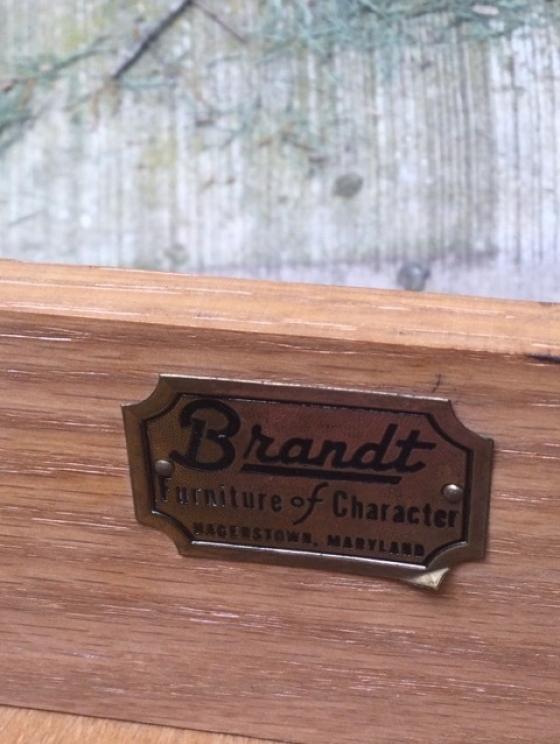 Brandt
Furniture of Character
HAGERSTOWN, MARYLAND